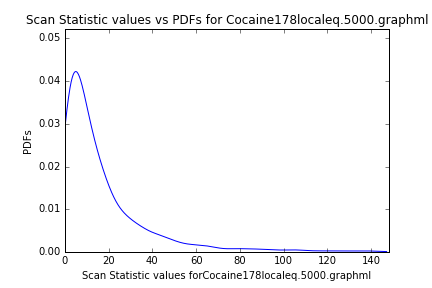 Scan Statistic values vs PDFs for Cocaine178localeq.5000.graphml
0.05
0.04
0.03
0.02
0.01
0.00
PDFs
0 20 40 60 80 100 120 140
Scan Statistic values forCocaine178localeq.5000.graphml